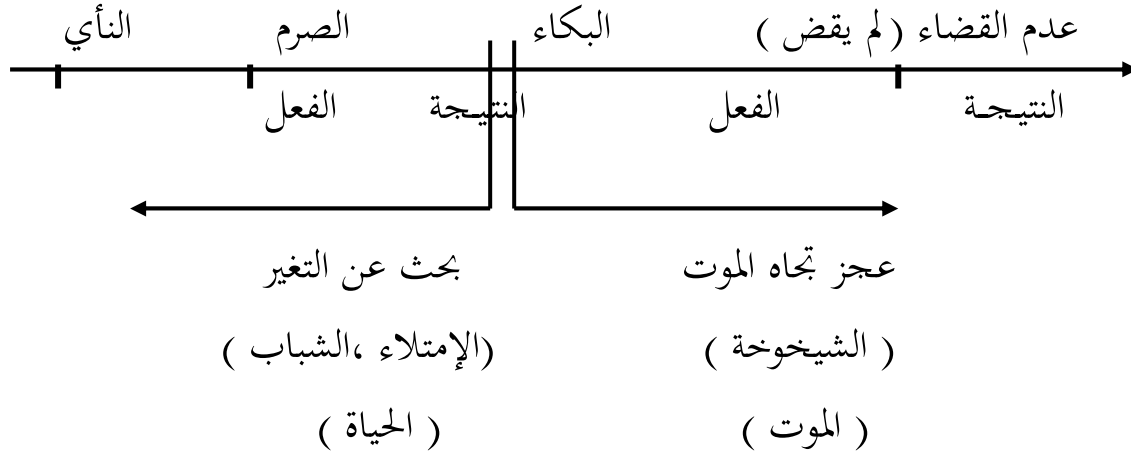 عدم القضاء ( لم يقض ) البكاء الصرم النأي
النتيجة الفعل النتيجة الفعل
عجز تجاه الموت بحث عن التغير
( الشيخوخة ) (الإمتلاء ،الشباب )
( الموت ) ( الحياة )